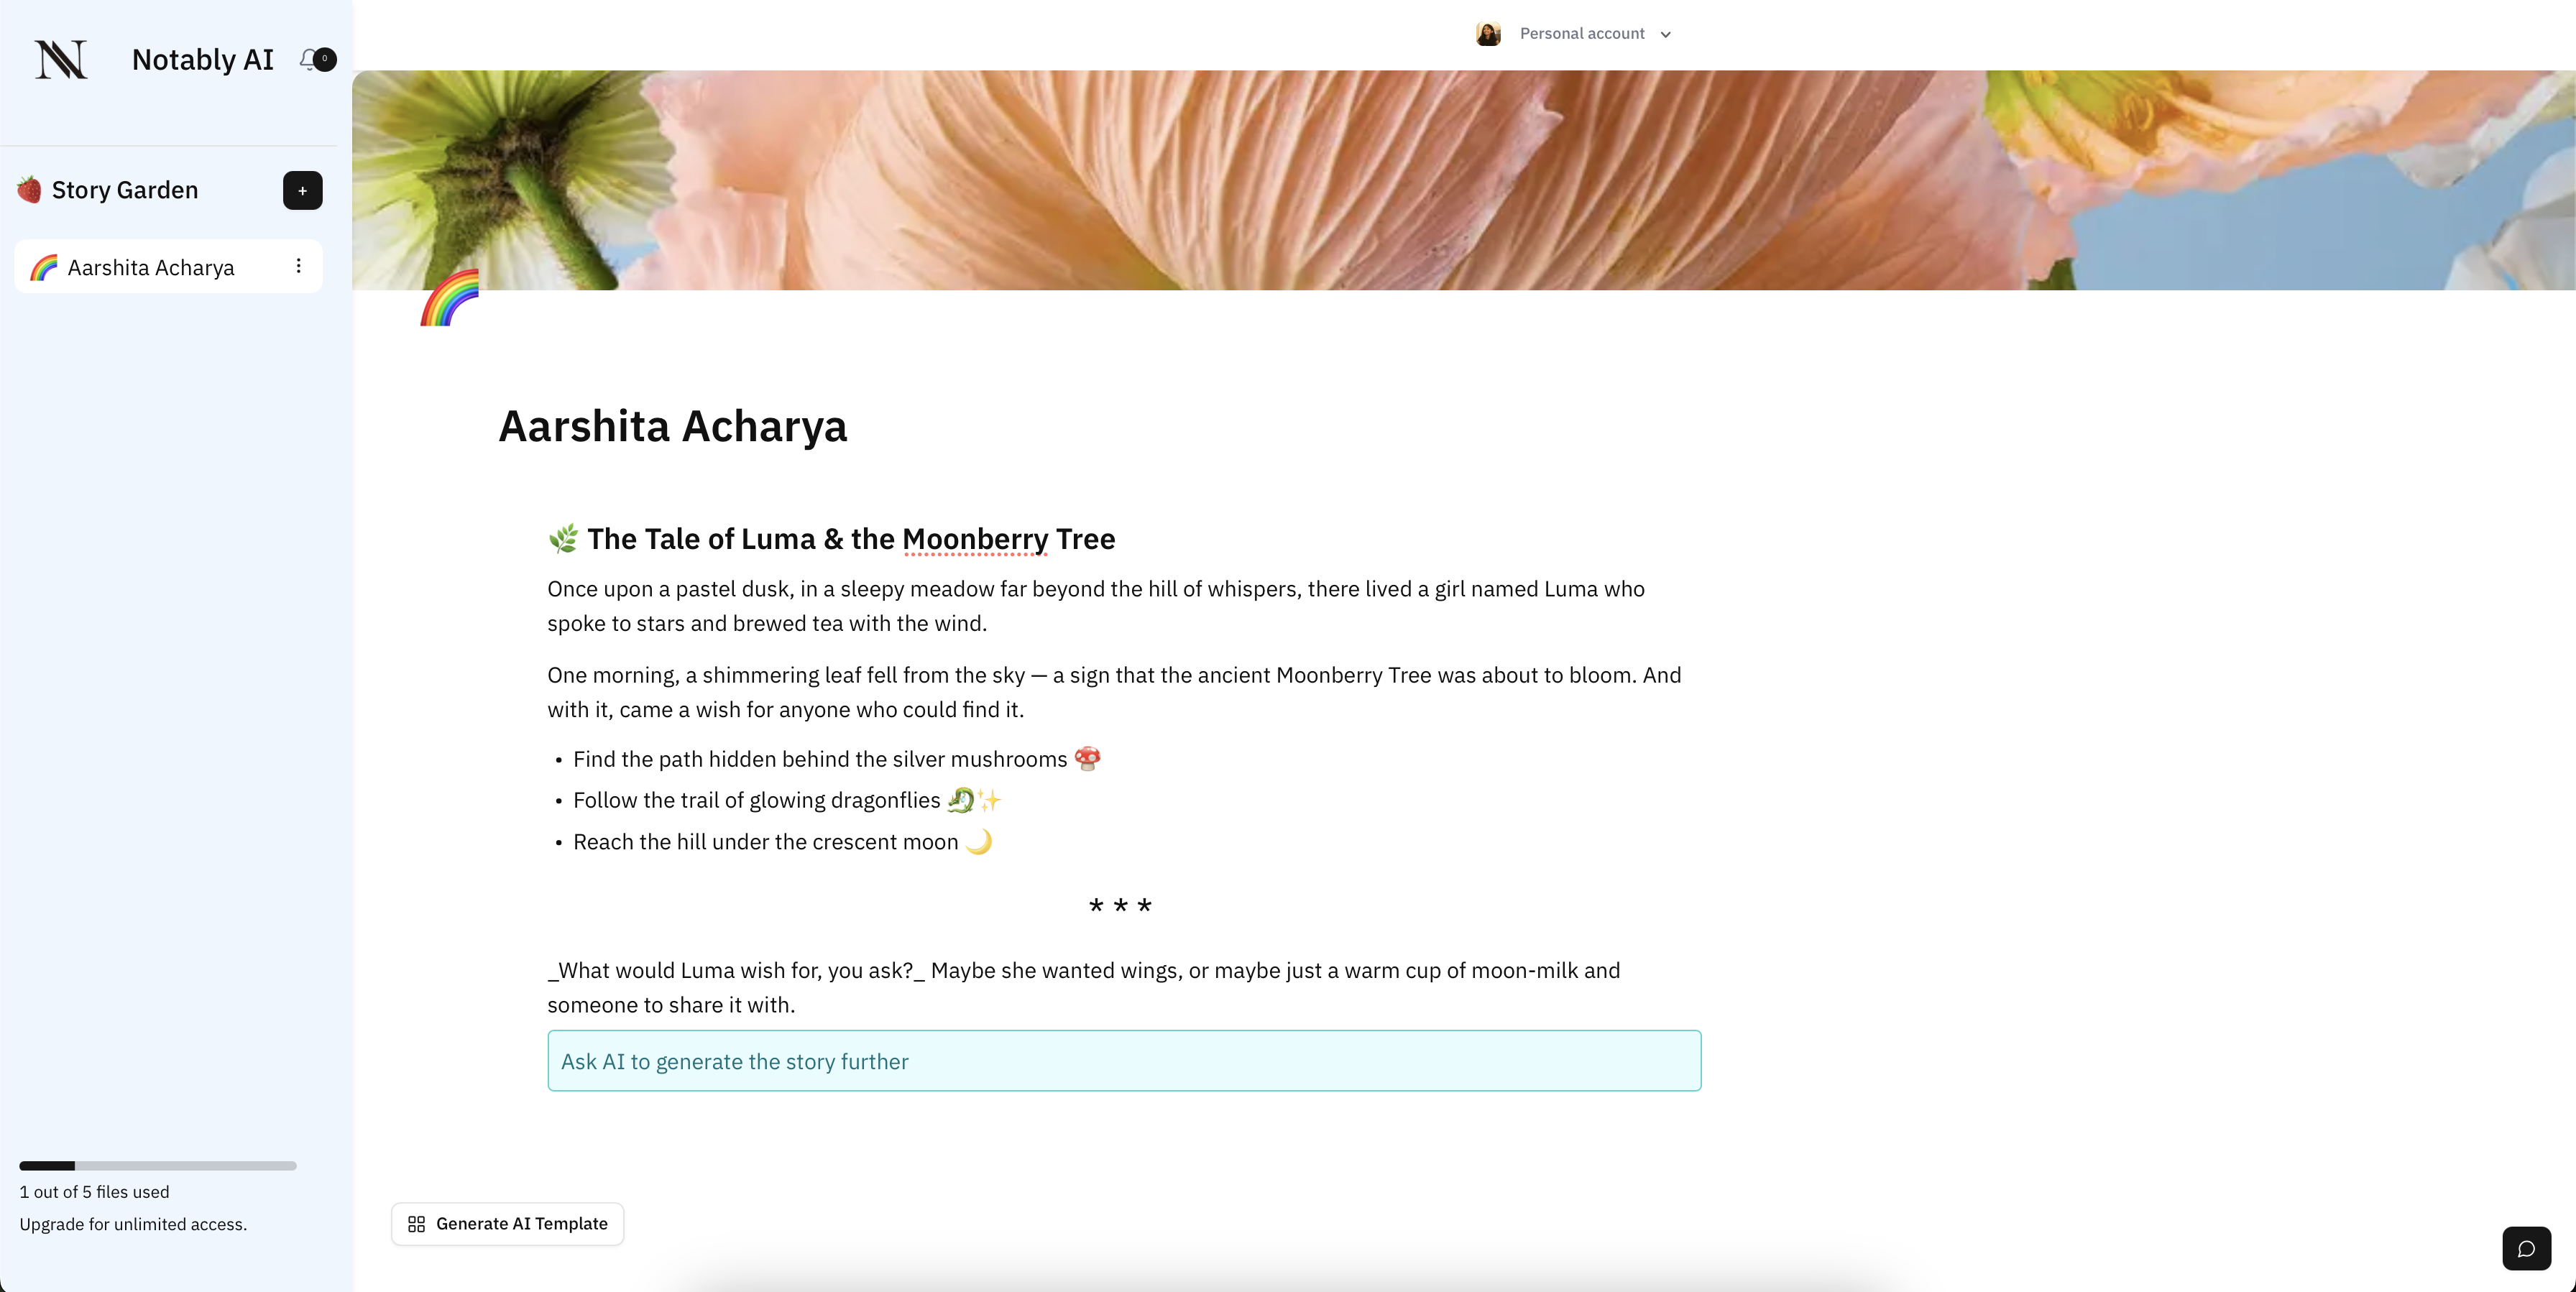 N Notably AI 0
Personal account
🍓 Story Garden +
🌈 Aarshita Acharya
Aarshita Acharya
🌿 The Tale of Luma & the Moonberry Tree
Once upon a pastel dusk, in a sleepy meadow far beyond the hill of whispers, there lived a girl named Luma who
spoke to stars and brewed tea with the wind.
One morning, a shimmering leaf fell from the sky — a sign that the ancient Moonberry Tree was about to bloom. And
with it, came a wish for anyone who could find it.
• Find the path hidden behind the silver mushrooms 🍄
• Follow the trail of glowing dragonflies 🐉✨
• Reach the hill under the crescent moon 🌙
* * *
_What would Luma wish for, you ask?_ Maybe she wanted wings, or maybe just a warm cup of moon-milk and
someone to share it with.
Ask AI to generate the story further
1 out of 5 files used
Upgrade for unlimited access.
Generate AI Template